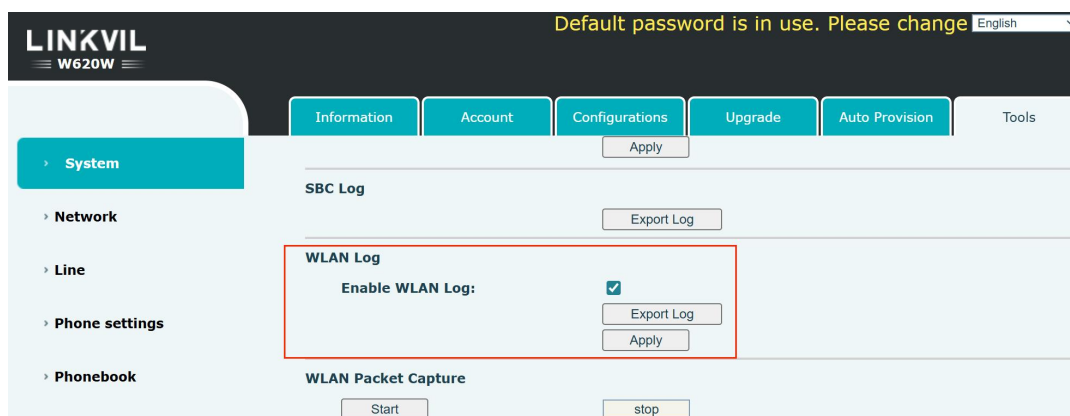 Default password is in use. Please change
English
LINKVIL
W620W
Information
Account
Configurations
Upgrade
Auto Provision
Tools
System
Network
Line
Phone settings
Phonebook
Apply
SBC Log
Export Log
WLAN Log
Enable WLAN Log:
Export Log
Apply
WLAN Packet Capture
Start
stop